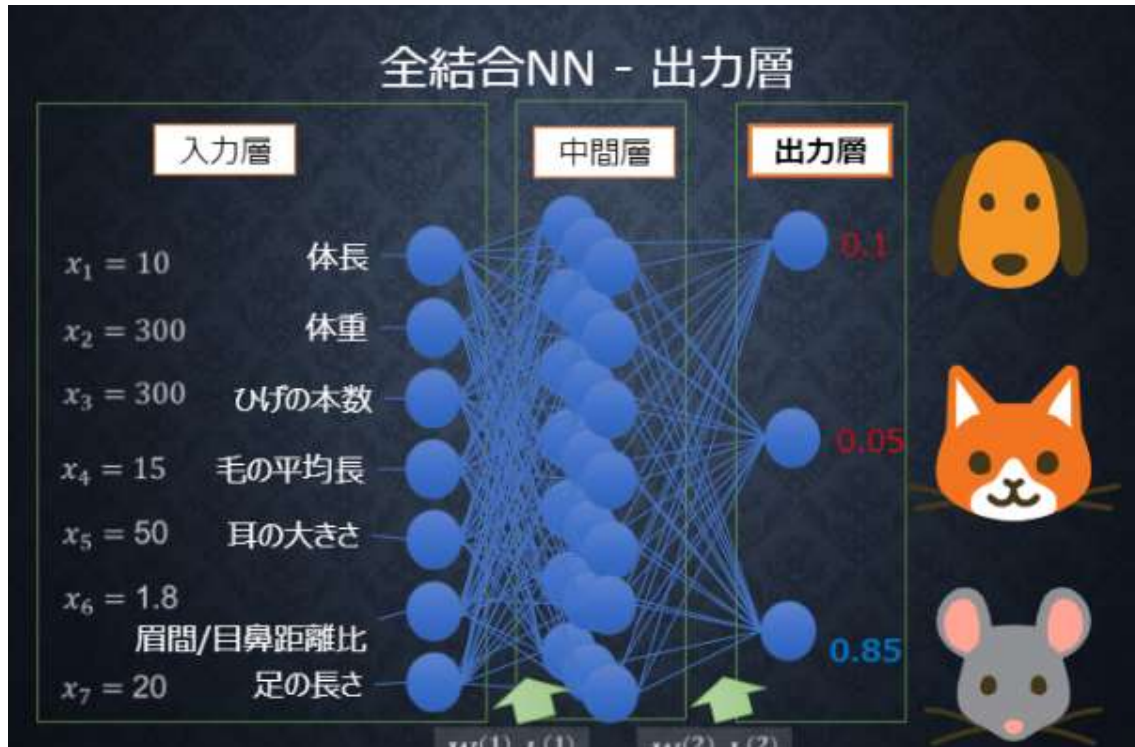 全結合NN - 出力層
入力層
中間層
出力層
x₁ = 10 体長
x₂ = 300 体重
x₃ = 300 ひげの本数
x₄ = 15 毛の平均長
x₅ = 50 耳の大きさ
x₆ = 1.8
眉間/目鼻距離比
x₇ = 20 足の長さ
0.1
0.05
0.85